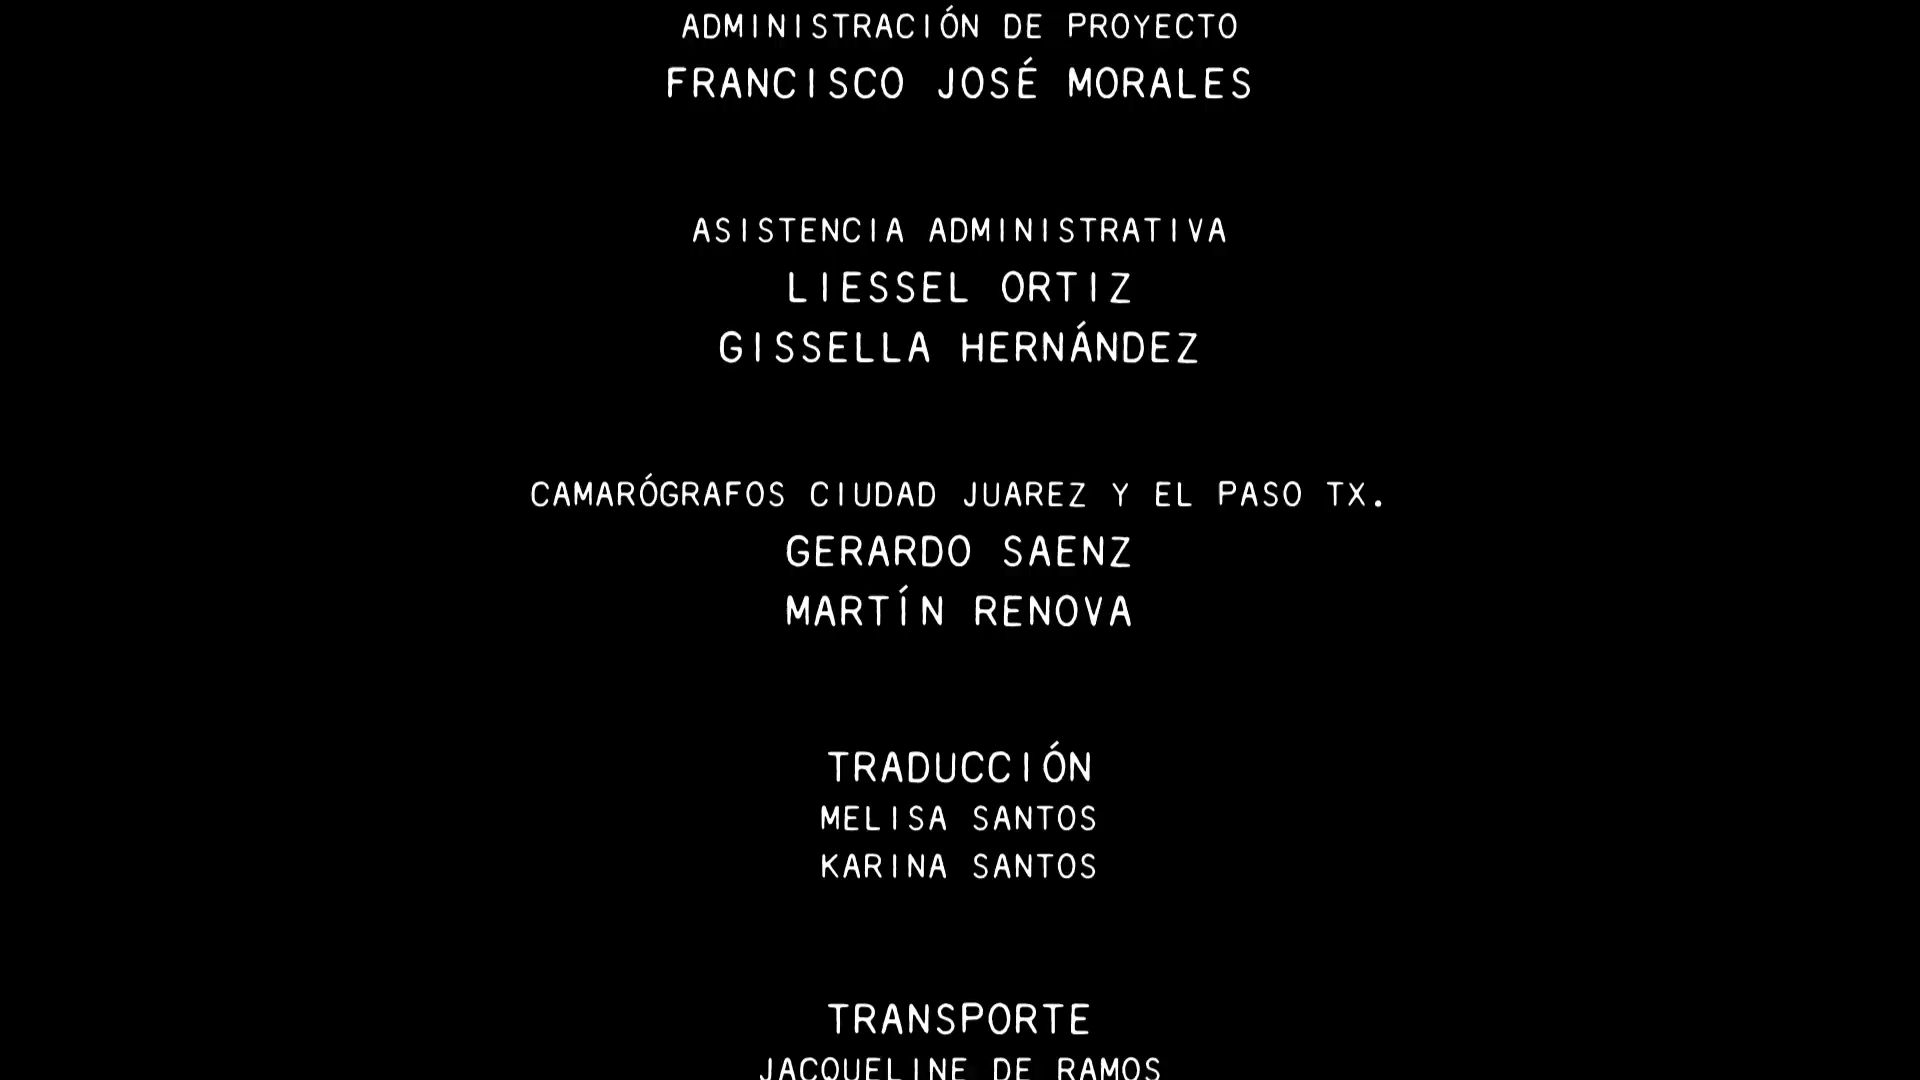 ADMINISTRACIÓN DE PROYECTO
FRANCISCO JOSÉ MORALES
ASISTENCIA ADMINISTRATIVA
LIESSEL ORTIZ
GISSELLA HERNÁNDEZ
CAMARÓGRAFOS CIUDAD JUAREZ Y EL PASO TX.
GERARDO SAENZ
MARTÍN RENOVA
TRADUCCIÓN
MELISA SANTOS
KARINA SANTOS
TRANSPORTE
JACQUELINE DE RAMOS